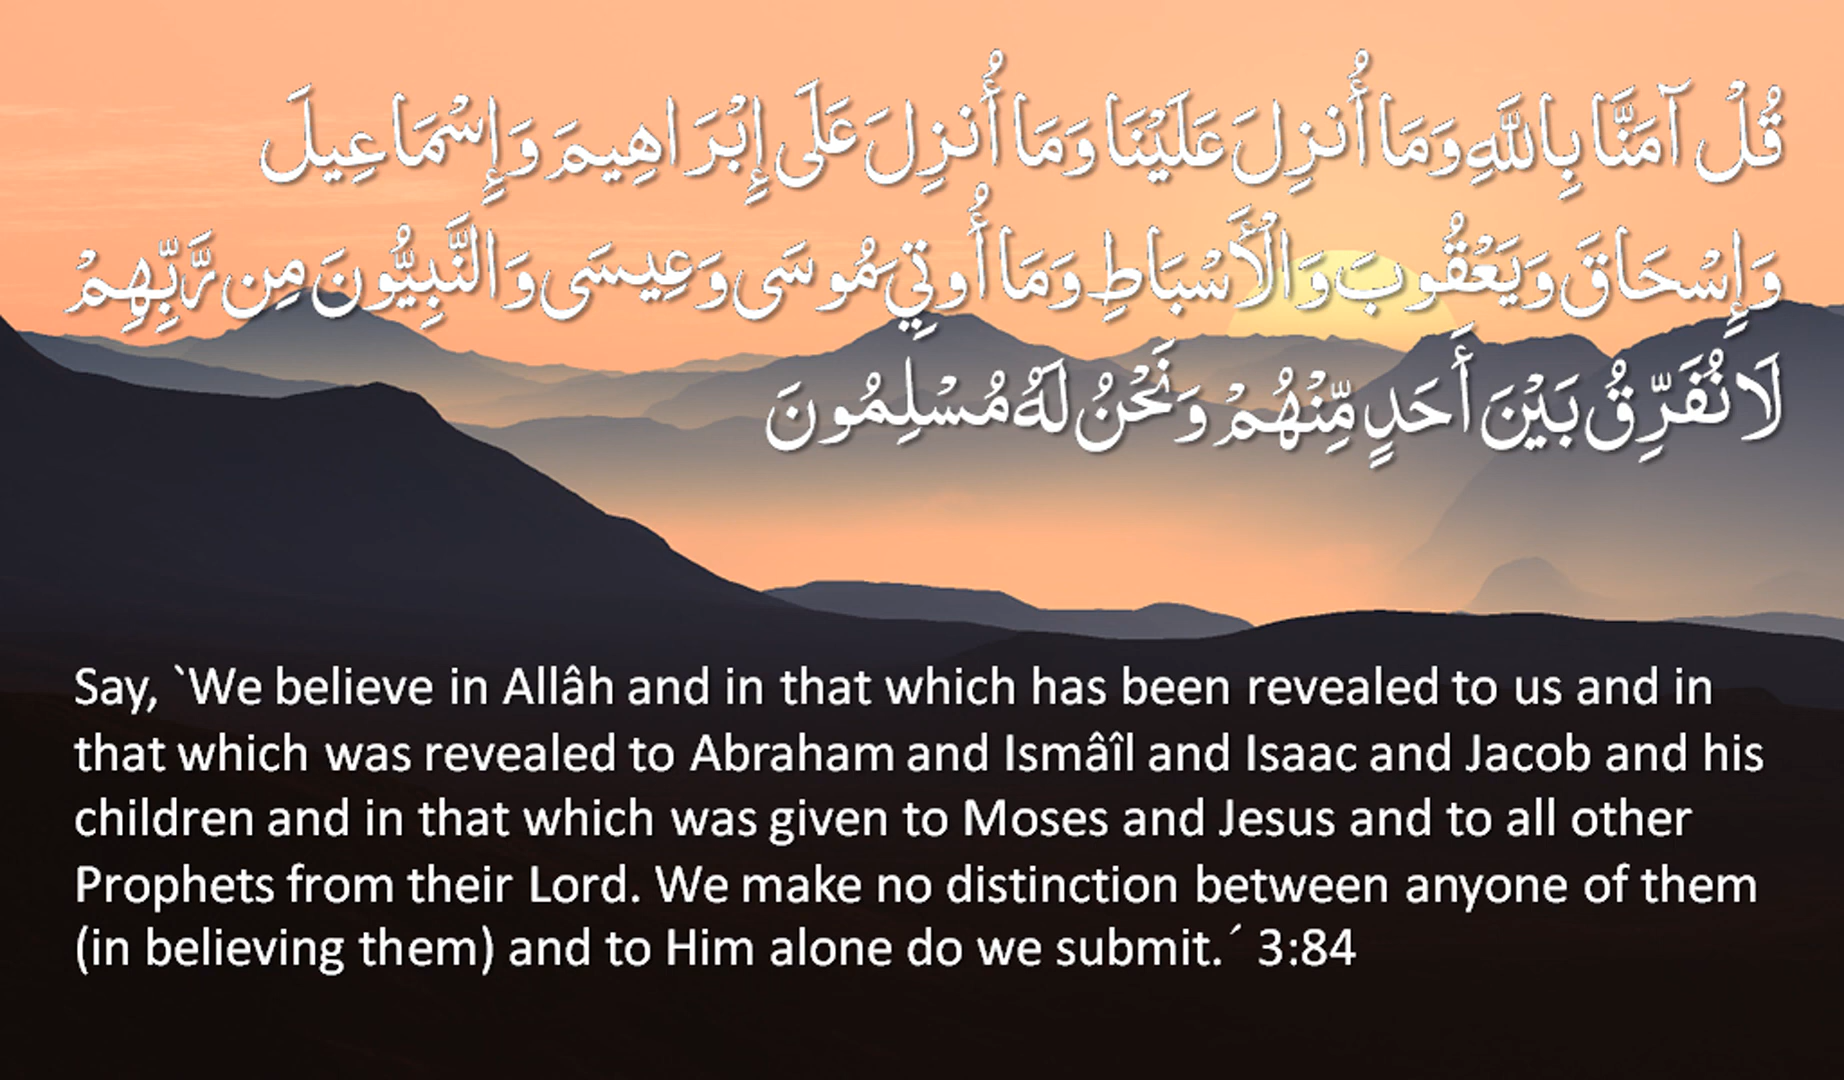 قُلْ آمَنَّا بِاللَّهِ وَمَا أُنزِلَ عَلَيْنَا وَمَا أُنزِلَ عَلَى إِبْرَاهِيمَ وَإِسْمَاعِيلَ
وَإِسْحَاقَ وَيَعْقُوبَ وَالْأَسْبَاطِ وَمَا أُوتِيَ مُوسَى وَعِيسَى وَالنَّبِيُّونَ مِن رَّبِّهِمْ
لَا نُفَرِّقُ بَيْنَ أَحَدٍ مِّنْهُمْ وَنَحْنُ لَهُ مُسْلِمُونَ
Say, `We believe in Allâh and in that which has been revealed to us and in
that which was revealed to Abraham and Ismâîl and Isaac and Jacob and his
children and in that which was given to Moses and Jesus and to all other
Prophets from their Lord. We make no distinction between anyone of them
(in believing them) and to Him alone do we submit.´ 3:84